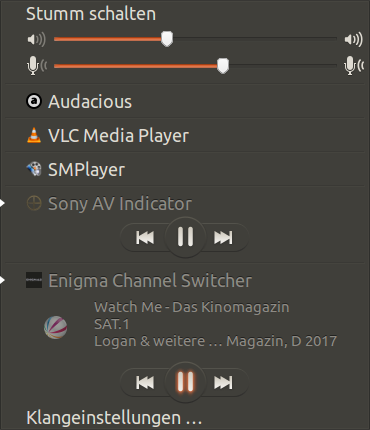 Stumm schalten
Audacious
VLC Media Player
SMPlayer
Sony AV Indicator
Enigma Channel Switcher
Watch Me - Das Kinomagazin
SAT.1
Logan & weitere ... Magazin, D 2017
Klangeinstellungen ...